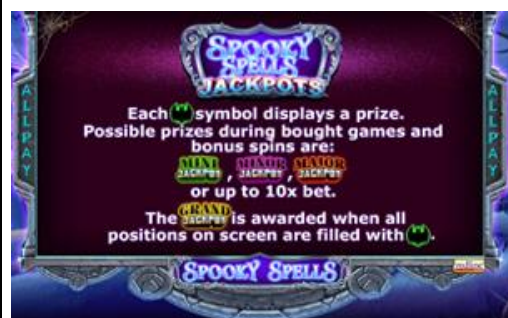 SPOOKY
SPELLS
JACKPOTS
Each symbol displays a prize.
Possible prizes during bought games and
bonus spins are:
MINI JACKPOT , MINOR JACKPOT , MAJOR JACKPOT
or up to 10x bet.
The GRAND JACKPOT is awarded when all
positions on screen are filled with .
ALLPAY
ALLPAY
SPOOKY SPELLS